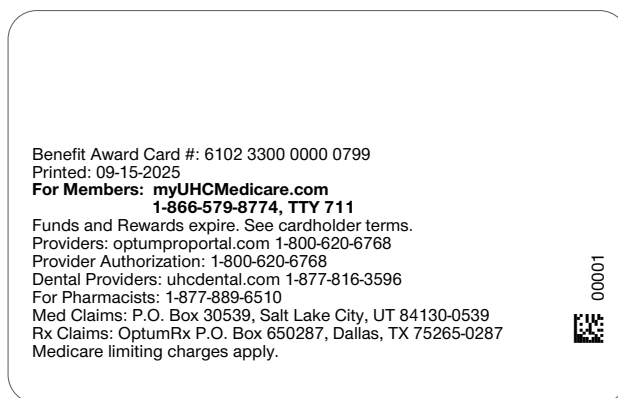 Benefit Award Card #: 6102 3300 0000 0799
Printed: 09-15-2025
For Members: myUHCMedicare.com
1-866-579-8774, TTY 711
Funds and Rewards expire. See cardholder terms.
Providers: optumproportal.com 1-800-620-6768
Provider Authorization: 1-800-620-6768
Dental Providers: uhcdental.com 1-877-816-3596
For Pharmacists: 1-877-889-6510
Med Claims: P.O. Box 30539, Salt Lake City, UT 84130-0539
Rx Claims: OptumRx P.O. Box 650287, Dallas, TX 75265-0287
Medicare limiting charges apply.
00001